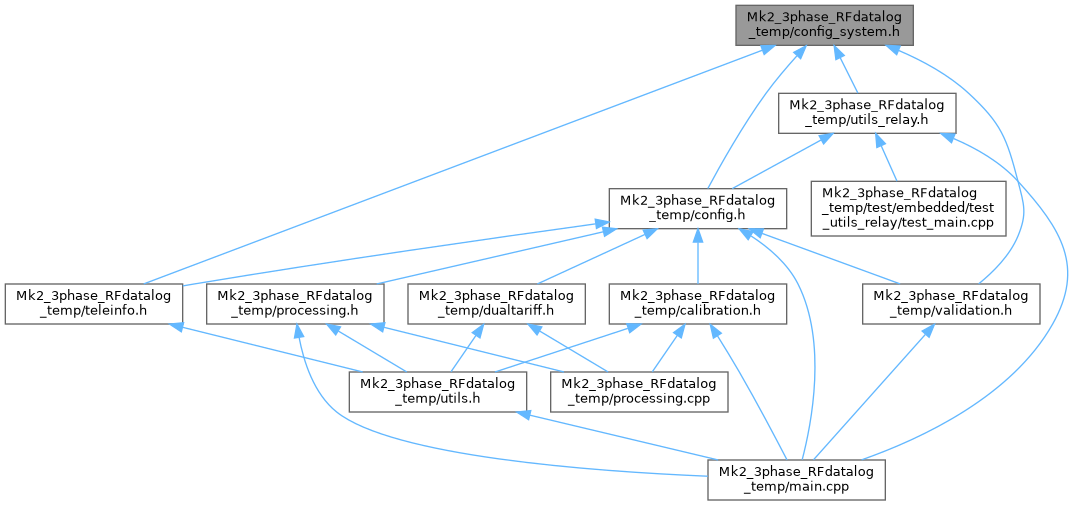 Mk2_3phase_RFdatalog
_temp/config_system.h
Mk2_3phase_RFdatalog
_temp/utils_relay.h
Mk2_3phase_RFdatalog
_temp/config.h
Mk2_3phase_RFdatalog
_temp/test/embedded/test
_utils_relay/test_main.cpp
Mk2_3phase_RFdatalog
_temp/teleinfo.h
Mk2_3phase_RFdatalog
_temp/processing.h
Mk2_3phase_RFdatalog
_temp/dualtariff.h
Mk2_3phase_RFdatalog
_temp/calibration.h
Mk2_3phase_RFdatalog
_temp/validation.h
Mk2_3phase_RFdatalog
_temp/utils.h
Mk2_3phase_RFdatalog
_temp/processing.cpp
Mk2_3phase_RFdatalog
_temp/main.cpp